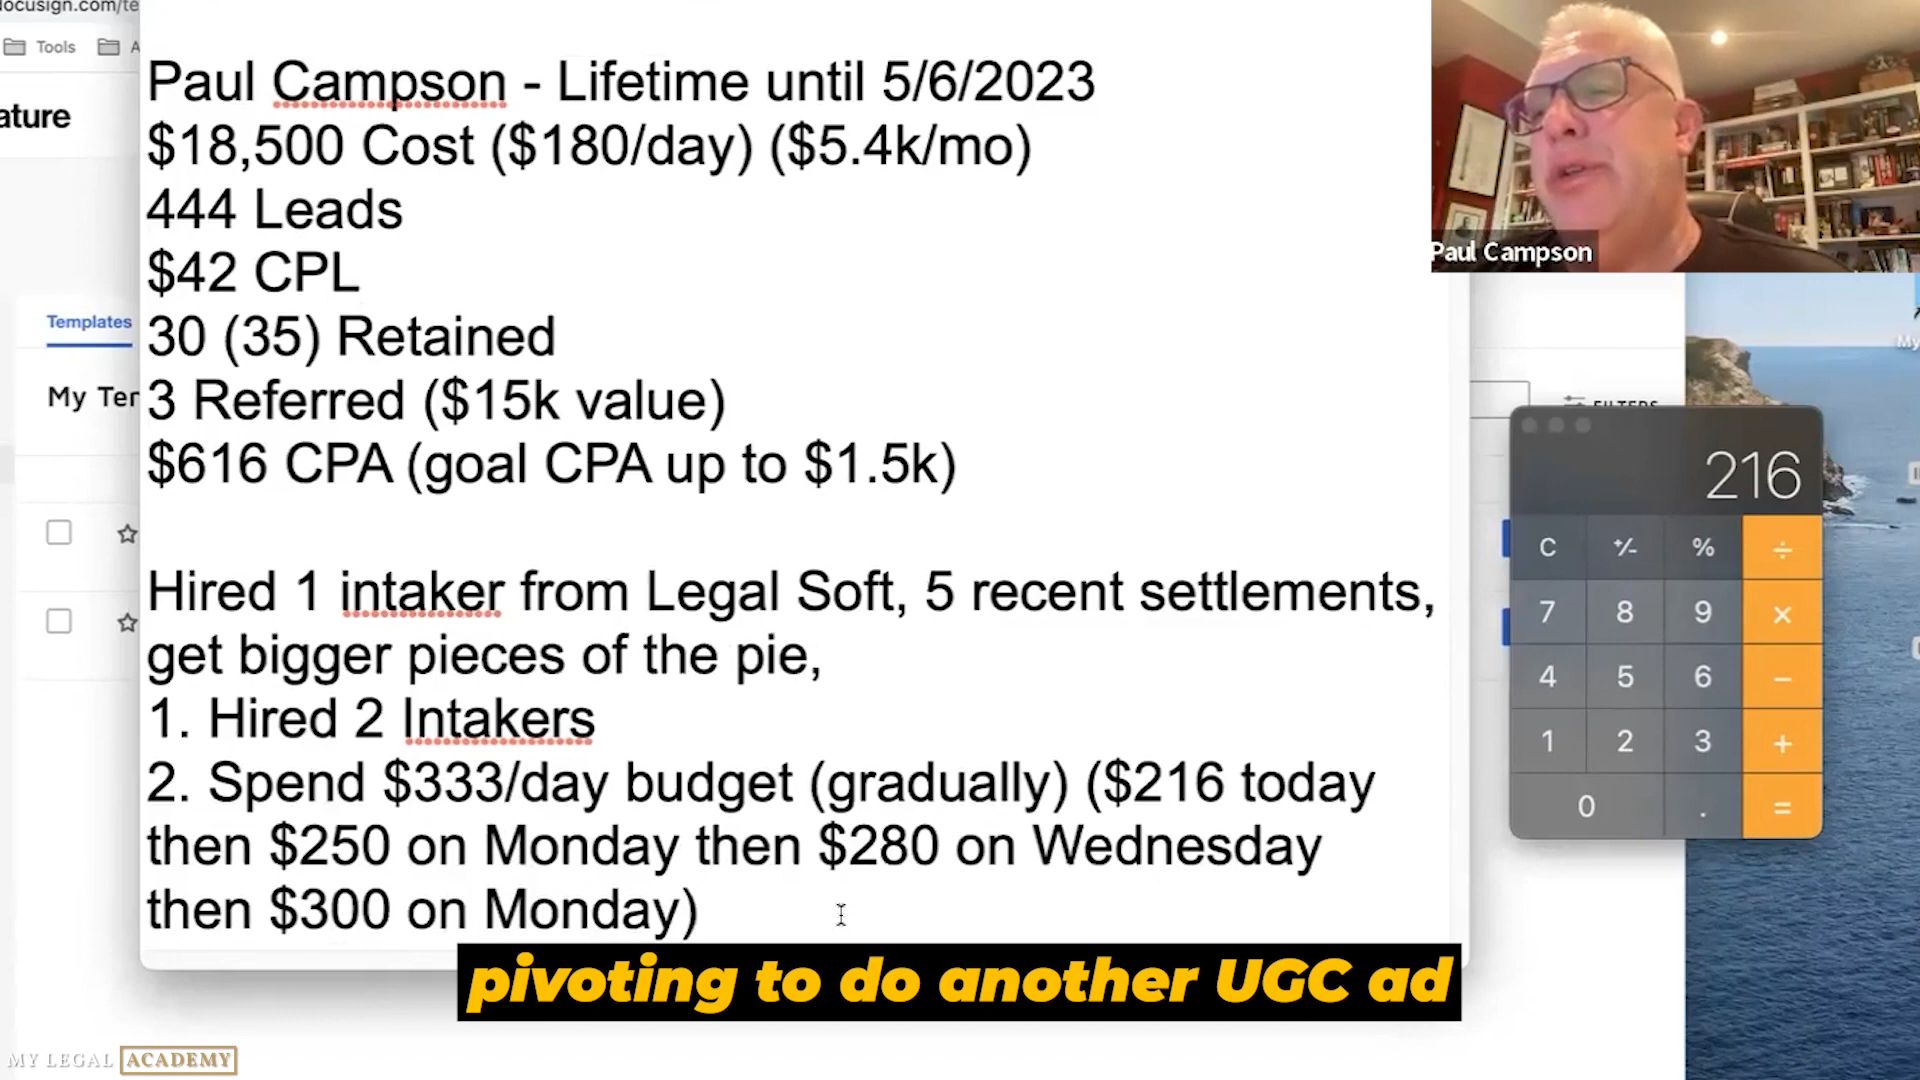 ocusign.com/te
Tools
A
ature
Templates
My Ter
Paul Campson - Lifetime until 5/6/2023
$18,500 Cost ($180/day) ($5.4k/mo)
444 Leads
$42 CPL
30 (35) Retained
3 Referred ($15k value)
$616 CPA (goal CPA up to $1.5k)
Hired 1 intaker from Legal Soft, 5 recent settlements,
get bigger pieces of the pie,
1. Hired 2 Intakers
2. Spend $333/day budget (gradually) ($216 today
then $250 on Monday then $280 on Wednesday
then $300 on Monday)
Paul Campson
My
FILTERS
216
C +/- % ÷
7 8 9 ×
4 5 6 −
1 2 3 +
0 . =
pivoting to do another UGC ad
MY LEGAL ACADEMY